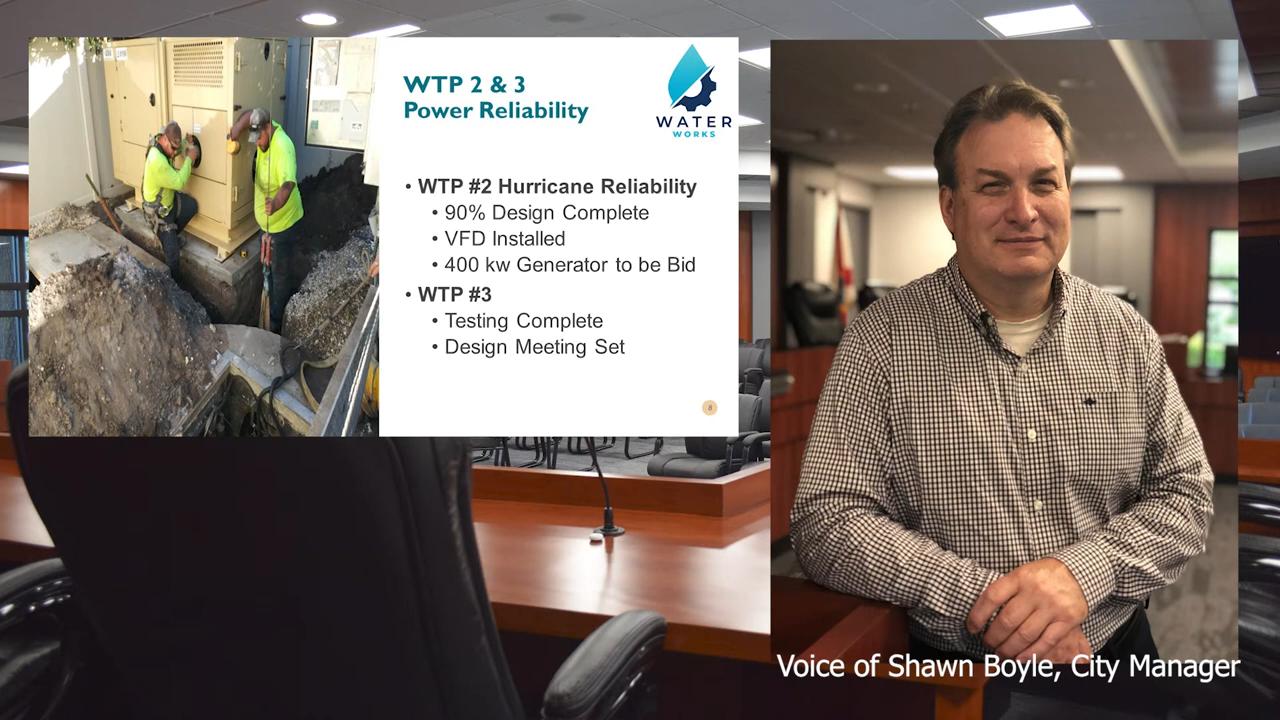 WTP 2 & 3
Power Reliability
WATER
WORKS
• WTP #2 Hurricane Reliability
• 90% Design Complete
• VFD Installed
• 400 kw Generator to be Bid
• WTP #3
• Testing Complete
• Design Meeting Set
8
Voice of Shawn Boyle, City Manager